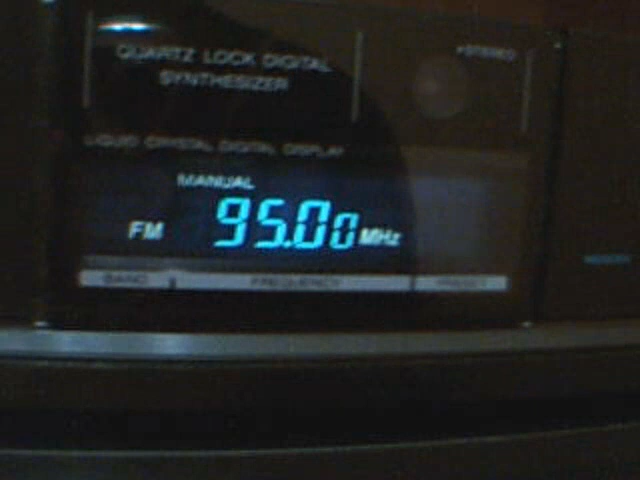 QUARTZ LOCK DIGITAL
SYNTHESIZER
STEREO
LIQUID CRYSTAL DIGITAL DISPLAY
MANUAL
FM 95.00 MHz
BAND FREQUENCY PRESET